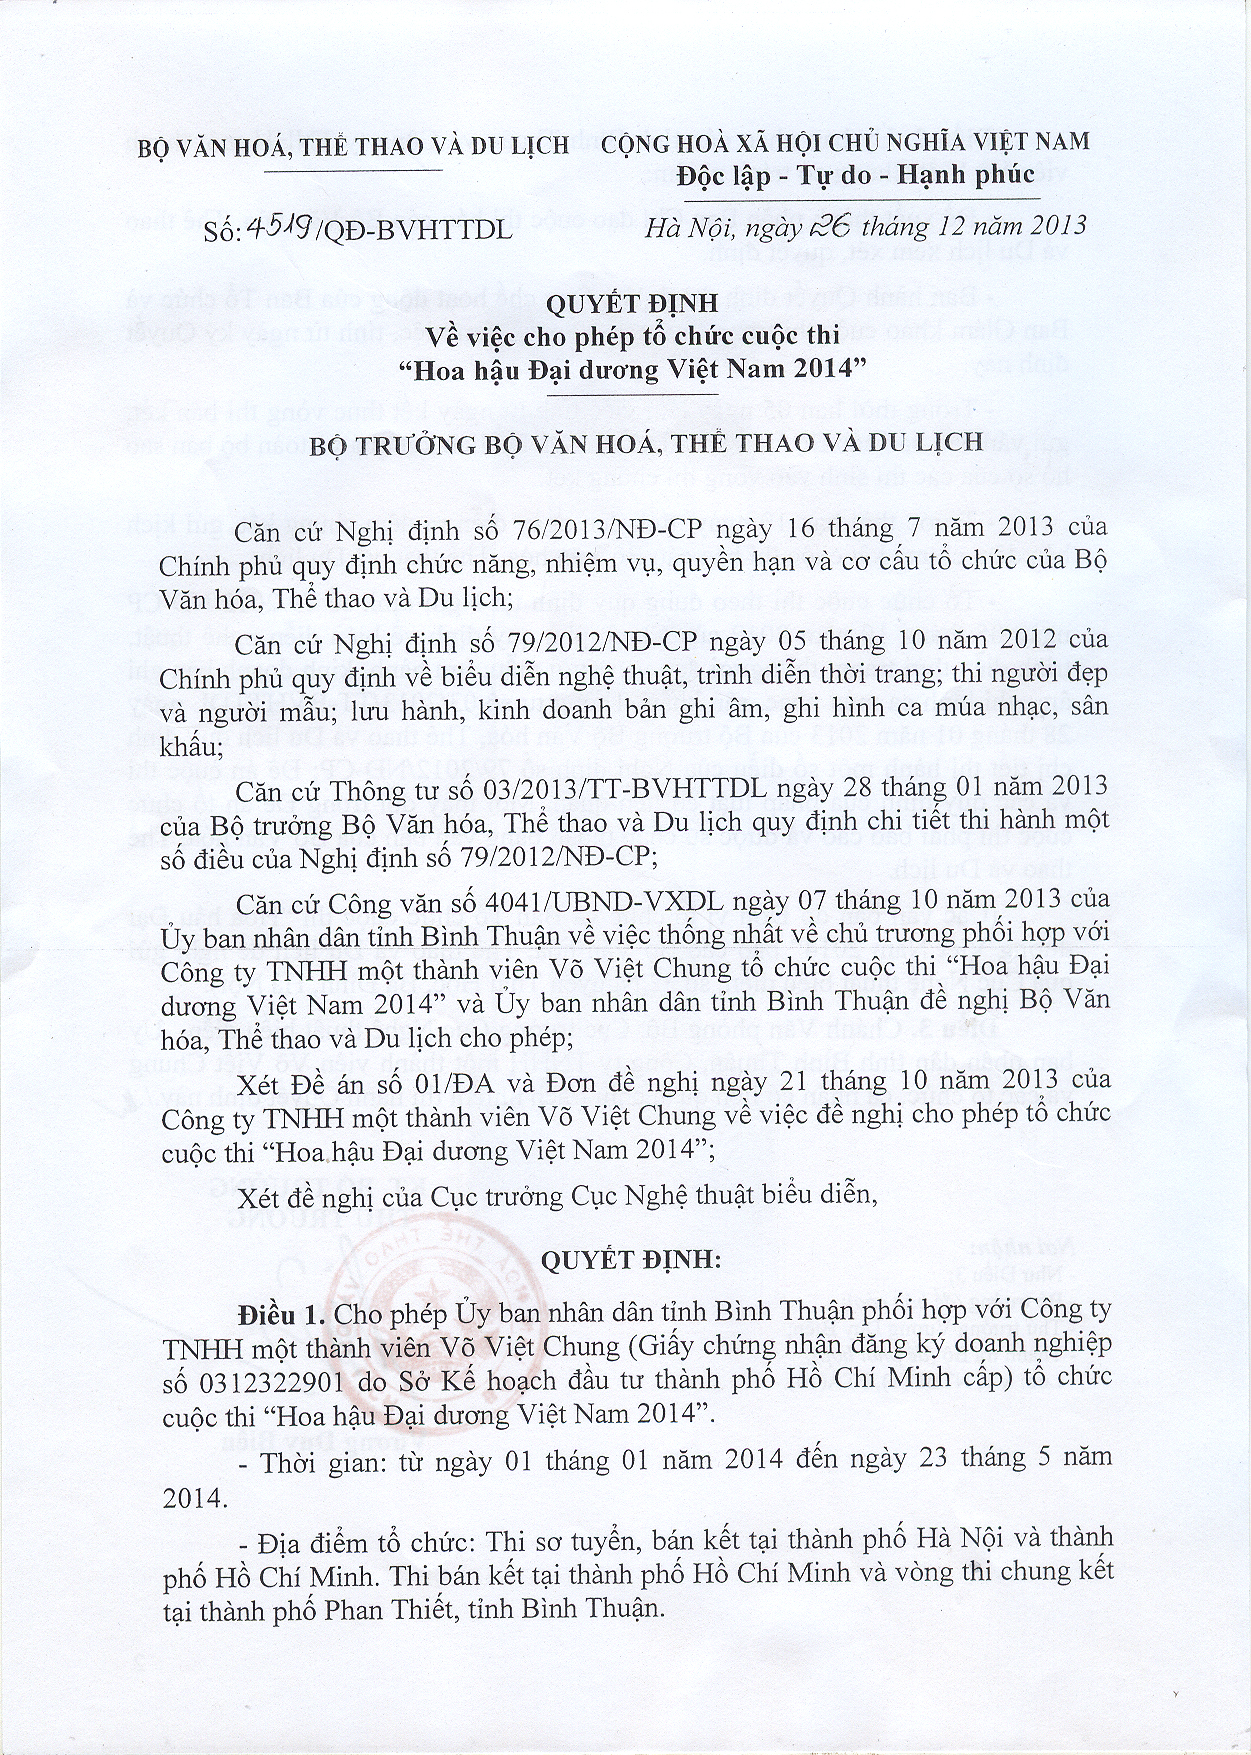 BỘ VĂN HOÁ, THỂ THAO VÀ DU LỊCH
CỘNG HOÀ XÃ HỘI CHỦ NGHĨA VIỆT NAM
Độc lập - Tự do - Hạnh phúc
Số: 4519/QĐ-BVHTTDL
Hà Nội, ngày 26 tháng 12 năm 2013
QUYẾT ĐỊNH
Về việc cho phép tổ chức cuộc thi
“Hoa hậu Đại dương Việt Nam 2014”
BỘ TRƯỞNG BỘ VĂN HOÁ, THỂ THAO VÀ DU LỊCH
Căn cứ Nghị định số 76/2013/NĐ-CP ngày 16 tháng 7 năm 2013 của
Chính phủ quy định chức năng, nhiệm vụ, quyền hạn và cơ cấu tổ chức của Bộ
Văn hóa, Thể thao và Du lịch;
Căn cứ Nghị định số 79/2012/NĐ-CP ngày 05 tháng 10 năm 2012 của
Chính phủ quy định về biểu diễn nghệ thuật, trình diễn thời trang; thi người đẹp
và người mẫu; lưu hành, kinh doanh bản ghi âm, ghi hình ca múa nhạc, sân
khấu;
Căn cứ Thông tư số 03/2013/TT-BVHTTDL ngày 28 tháng 01 năm 2013
của Bộ trưởng Bộ Văn hóa, Thể thao và Du lịch quy định chi tiết thi hành một
số điều của Nghị định số 79/2012/NĐ-CP;
Căn cứ Công văn số 4041/UBND-VXDL ngày 07 tháng 10 năm 2013 của
Ủy ban nhân dân tỉnh Bình Thuận về việc thống nhất về chủ trương phối hợp với
Công ty TNHH một thành viên Võ Việt Chung tổ chức cuộc thi “Hoa hậu Đại
dương Việt Nam 2014” và Ủy ban nhân dân tỉnh Bình Thuận đề nghị Bộ Văn
hóa, Thể thao và Du lịch cho phép;
Xét Đề án số 01/ĐA và Đơn đề nghị ngày 21 tháng 10 năm 2013 của
Công ty TNHH một thành viên Võ Việt Chung về việc đề nghị cho phép tổ chức
cuộc thi “Hoa hậu Đại dương Việt Nam 2014”;
Xét đề nghị của Cục trưởng Cục Nghệ thuật biểu diễn,
QUYẾT ĐỊNH:
Điều 1. Cho phép Ủy ban nhân dân tỉnh Bình Thuận phối hợp với Công ty
TNHH một thành viên Võ Việt Chung (Giấy chứng nhận đăng ký doanh nghiệp
số 0312322901 do Sở Kế hoạch đầu tư thành phố Hồ Chí Minh cấp) tổ chức
cuộc thi “Hoa hậu Đại dương Việt Nam 2014”.
- Thời gian: từ ngày 01 tháng 01 năm 2014 đến ngày 23 tháng 5 năm
2014.
- Địa điểm tổ chức: Thi sơ tuyển, bán kết tại thành phố Hà Nội và thành
phố Hồ Chí Minh. Thi bán kết tại thành phố Hồ Chí Minh và vòng thi chung kết
tại thành phố Phan Thiết, tỉnh Bình Thuận.